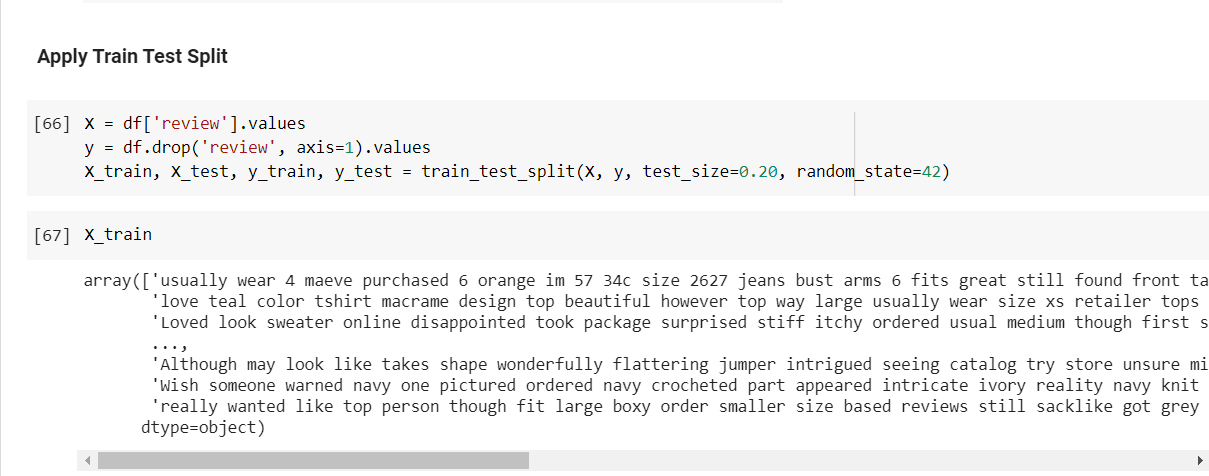 Apply Train Test Split
[66] X = df['review'].values
y = df.drop('review', axis=1).values
X_train, X_test, y_train, y_test = train_test_split(X, y, test_size=0.20, random_state=42)
[67] X_train
array(['usually wear 4 maeve purchased 6 orange im 57 34c size 2627 jeans bust arms 6 fits great still found front ta
'love teal color tshirt macrame design top beautiful however top way large usually wear size xs retailer tops
'Loved look sweater online disappointed took package surprised stiff itchy ordered usual medium though first s
...,
'Although may look like takes shape wonderfully flattering jumper intrigued seeing catalog try store unsure mi
'Wish someone warned navy one pictured ordered navy crocheted part appeared intricate ivory reality navy knit
'really wanted like top person though fit large boxy order smaller size based reviews still sacklike got grey
dtype=object)